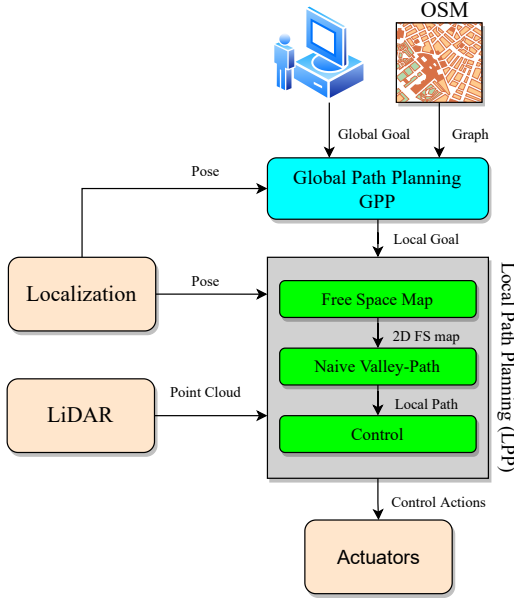 OSM
Global Goal
Graph
Pose
Global Path Planning
GPP
Local Goal
Localization
Pose
Free Space Map
2D FS map
Naive Valley-Path
Point Cloud
LiDAR
Local Path
Control
Local Path Planning (LPP)
Control Actions
Actuators